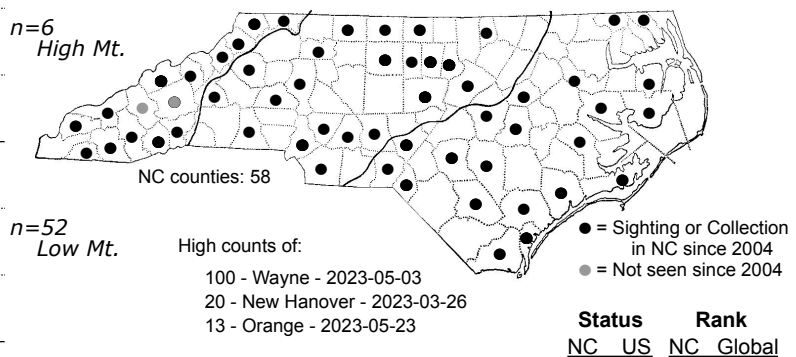 n=6
High Mt.
NC counties: 58
n=52
Low Mt.
High counts of:
100 - Wayne - 2023-05-03
20 - New Hanover - 2023-03-26
13 - Orange - 2023-05-23
= Sighting or Collection
in NC since 2004
= Not seen since 2004
Status Rank
NC US NC Global